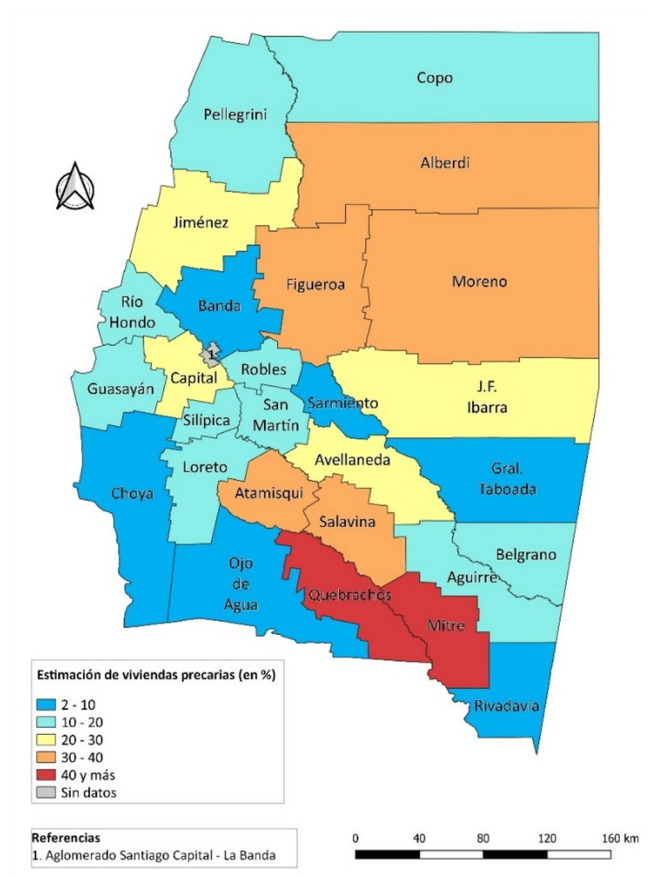 Copo
Pellegrini
Alberdi
Jiménez
Figueroa
Moreno
Río
Hondo
Banda
1
Robles
Capital
Guasayán
J.F.
Ibarra
San
Martín
Sarmiento
Silípica
Avellaneda
Loreto
Gral.
Taboada
Choya
Atamisqui
Salavina
Belgrano
Aguirre
Ojo
de
Agua
Quebrachos
Mitre
Rivadavia
Estimación de viviendas precarias (en %)
2 - 10
10 - 20
20 - 30
30 - 40
40 y más
Sin datos
Referencias
1. Aglomerado Santiago Capital - La Banda
0 40 80 120 160 km